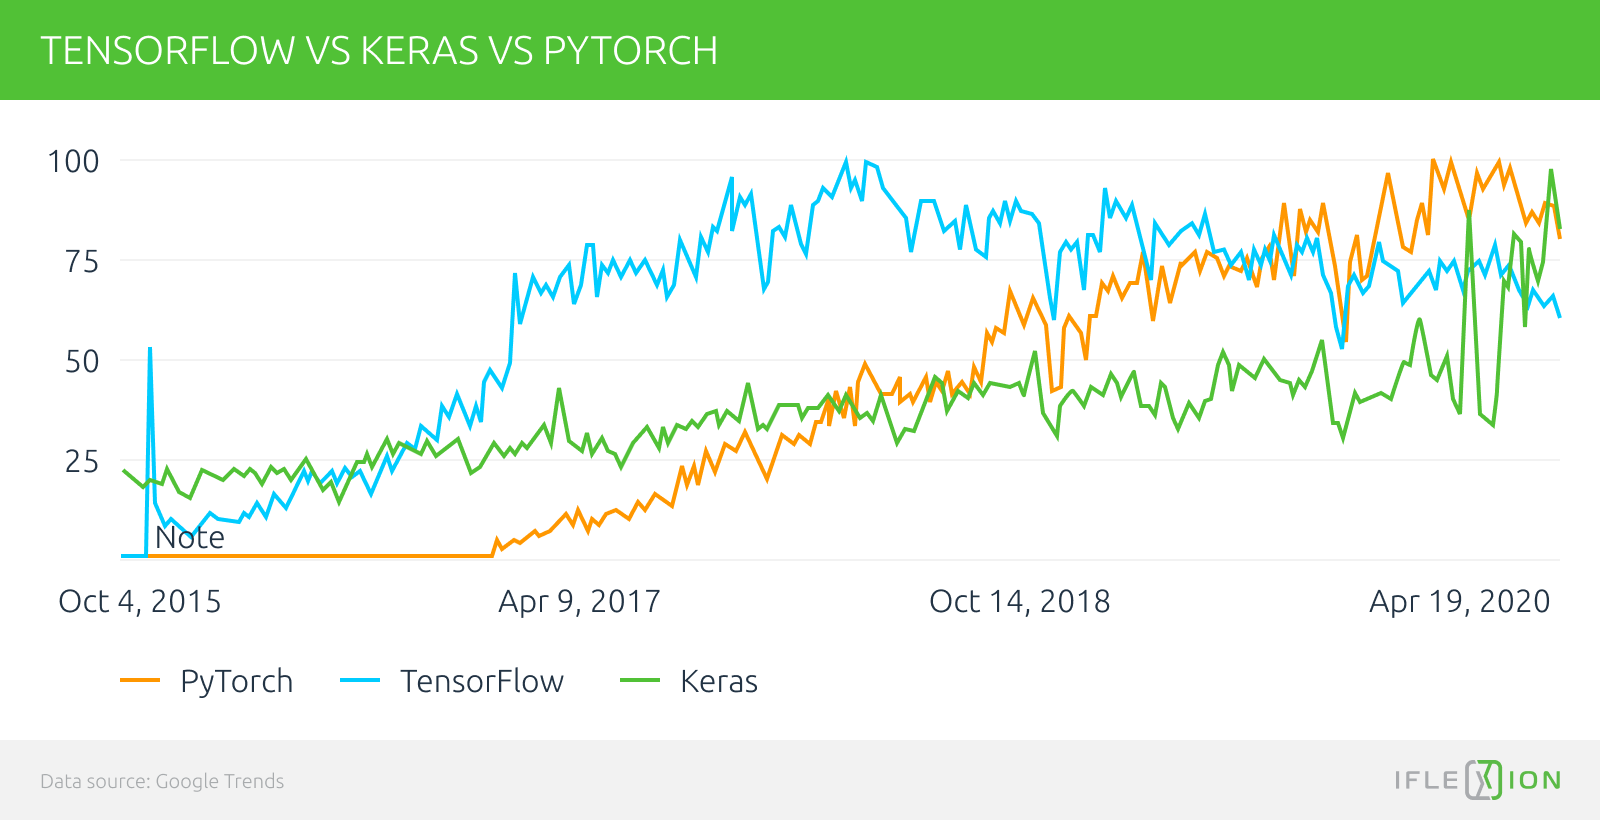 TENSORFLOW VS KERAS VS PYTORCH
100
75
50
25
Note
Oct 4, 2015 Apr 9, 2017 Oct 14, 2018 Apr 19, 2020
PyTorch TensorFlow Keras
Data source: Google Trends
IFLEXION